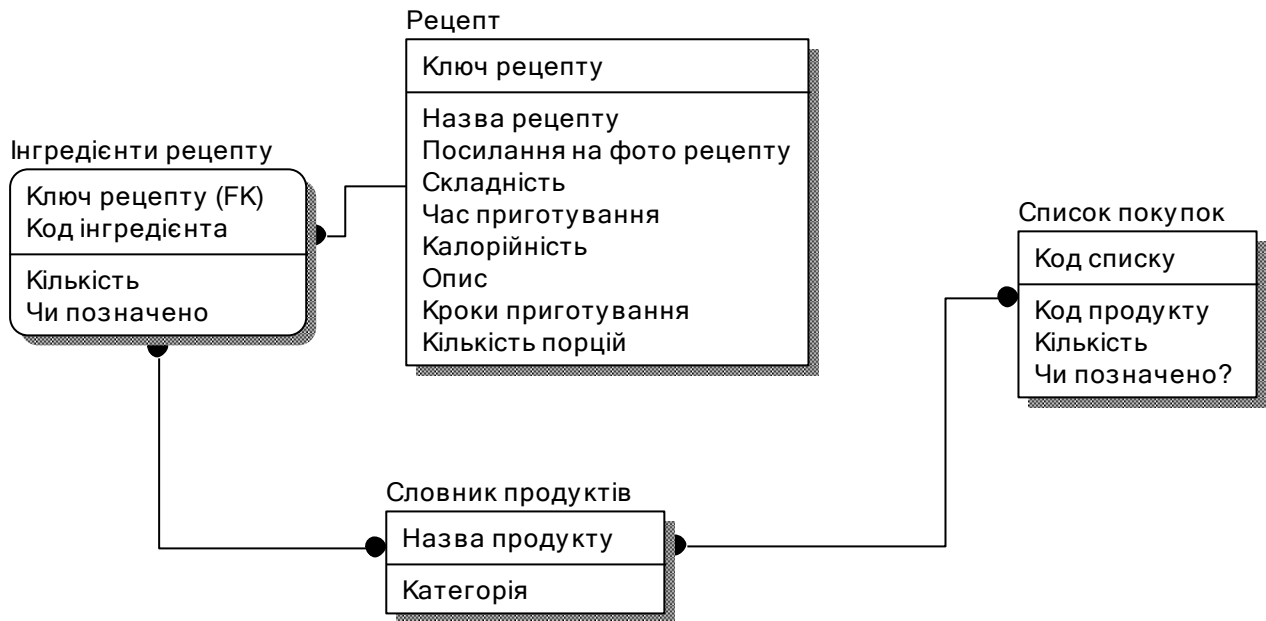 Рецепт
Ключ рецепту
Назва рецепту
Посилання на фото рецепту
Складність
Час приготування
Калорійність
Опис
Кроки приготування
Кількість порцій
Інгредієнти рецепту
Ключ рецепту (FK)
Код інгредієнта
Кількість
Чи позначено
Список покупок
Код списку
Код продукту
Кількість
Чи позначено?
Словник продуктів
Назва продукту
Категорія